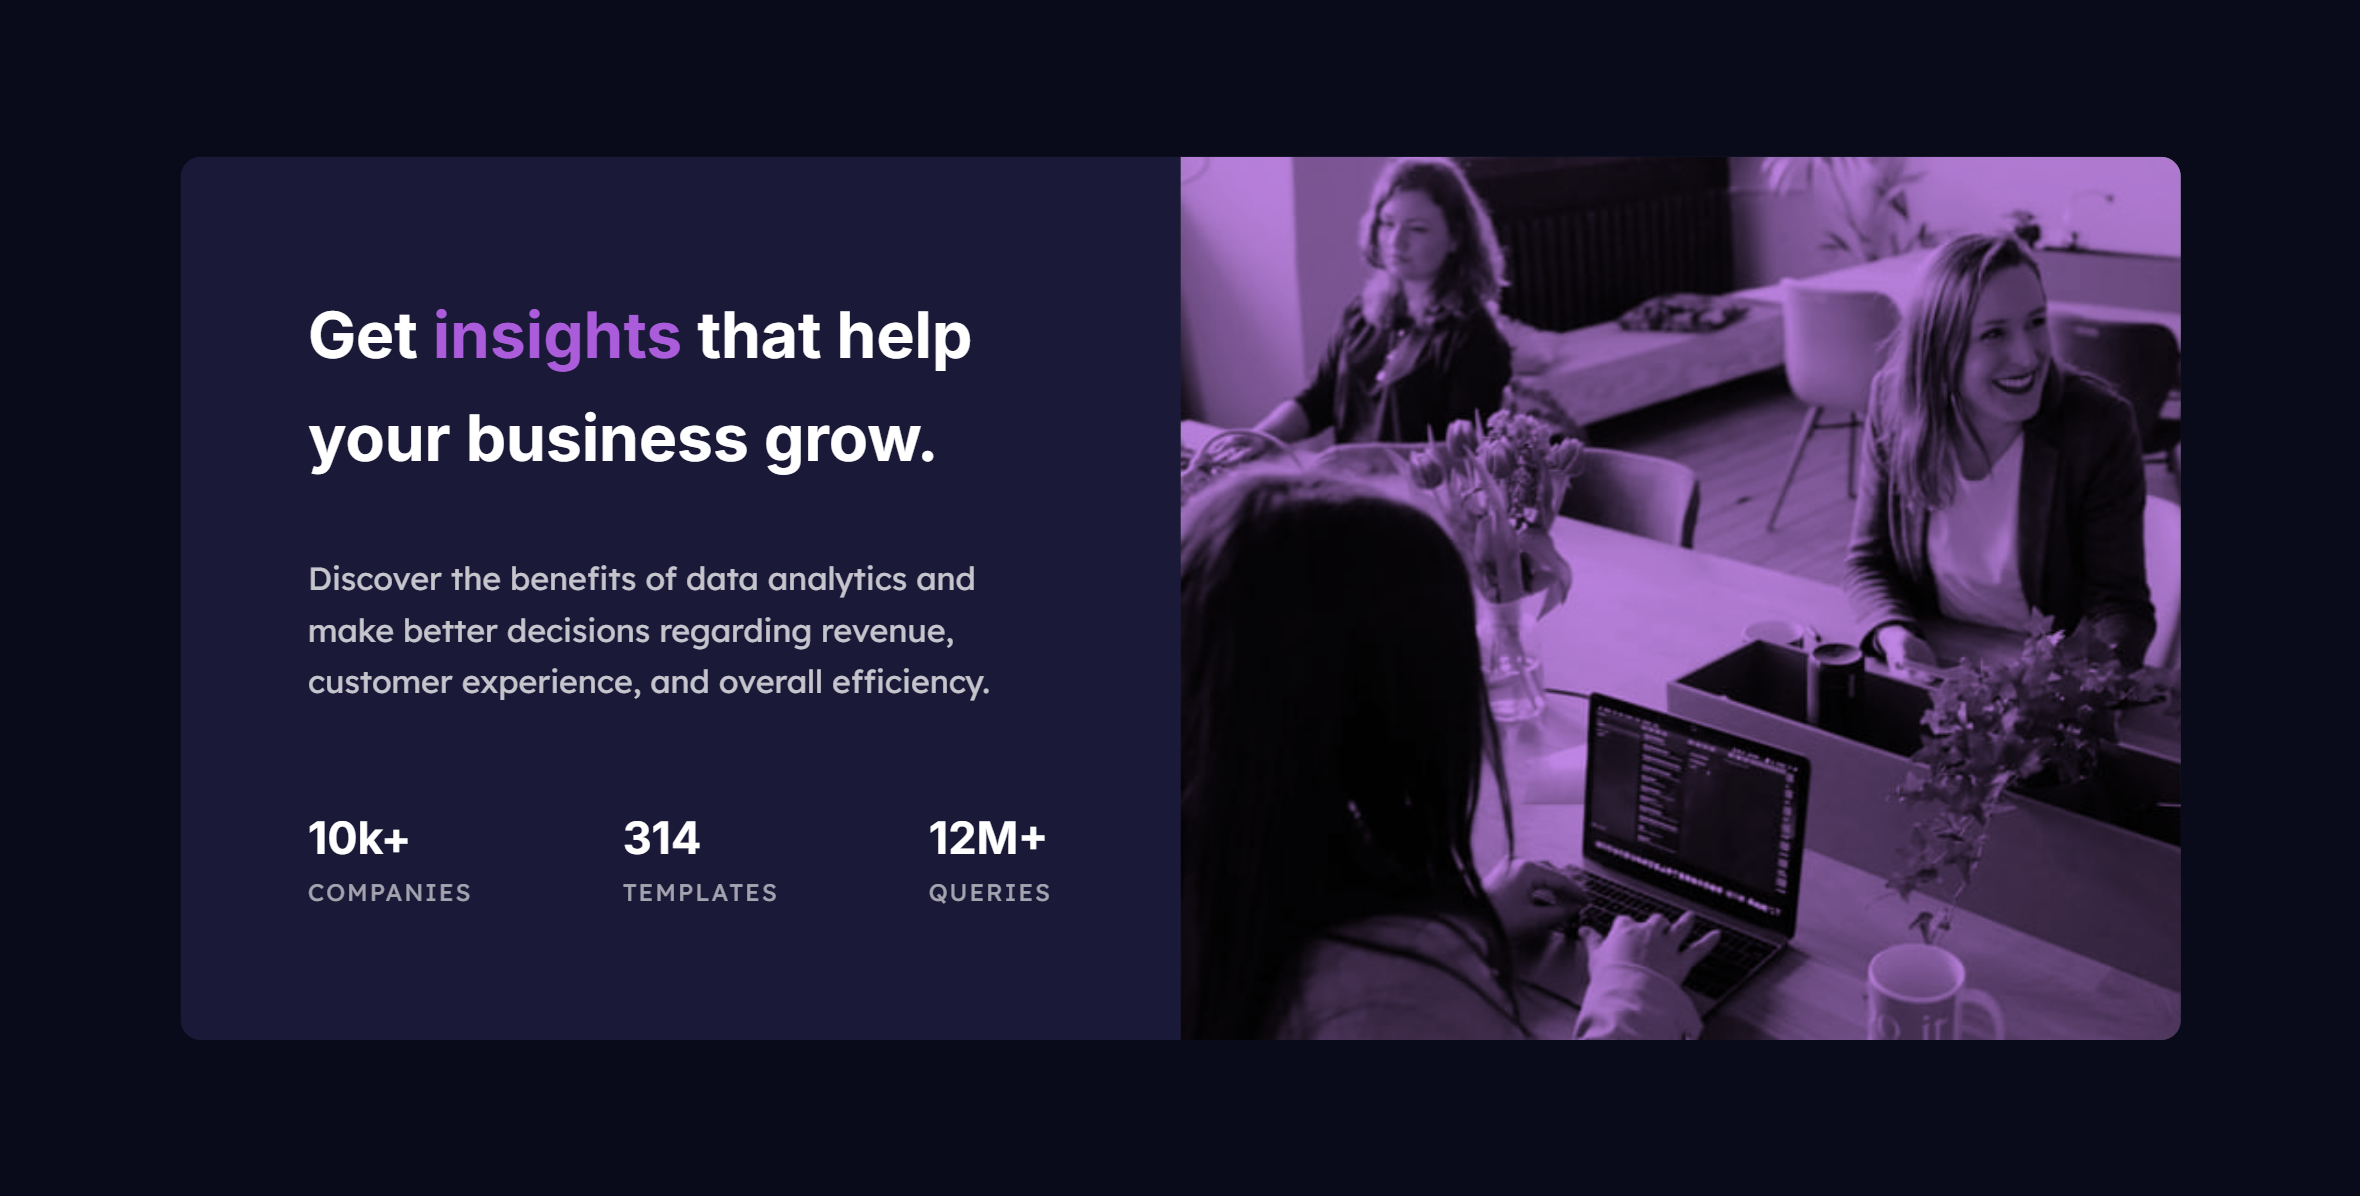 Get insights that help
your business grow.
Discover the benefits of data analytics and
make better decisions regarding revenue,
customer experience, and overall efficiency.
10k+ 314 12M+
COMPANIES TEMPLATES QUERIES